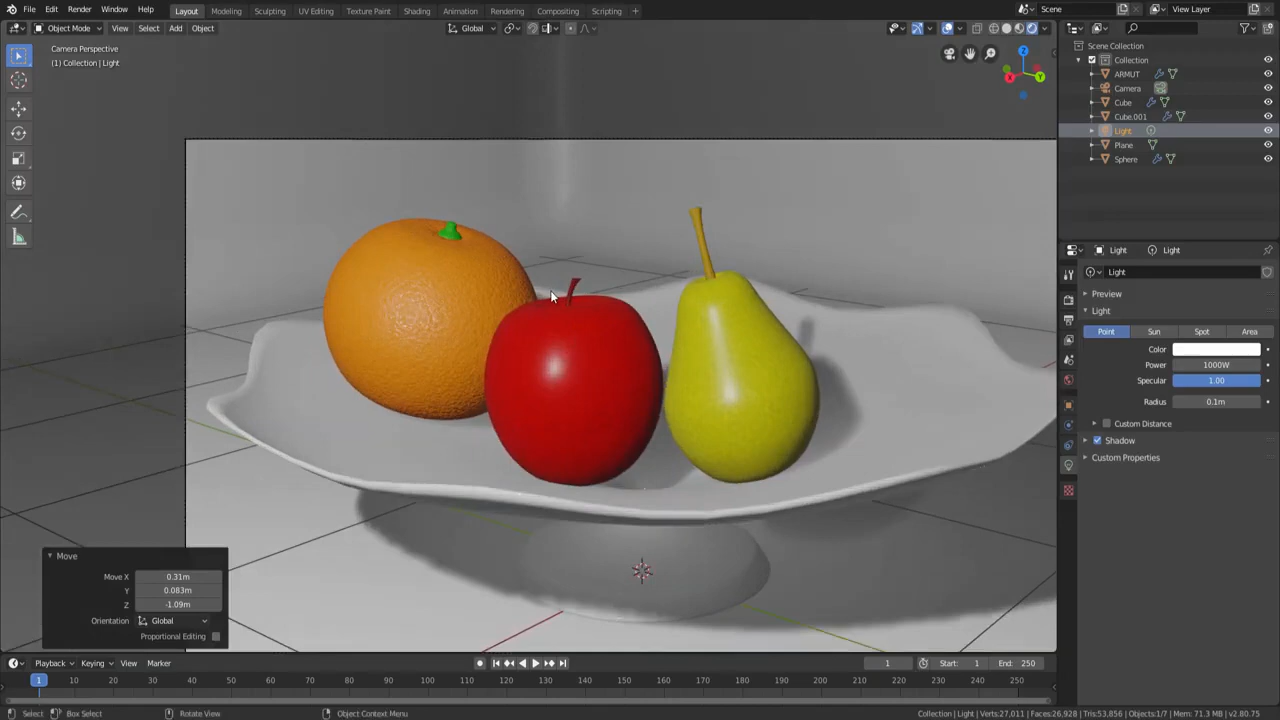 File Edit Render Window Help Layout Modeling Sculpting UV Editing Texture Paint Shading Animation Rendering Compositing Scripting + Scene View Layer
Object Mode View Select Add Object Global
Camera Perspective
(1) Collection | Light
X Y Z
Scene Collection
Collection
ARMUT
Camera
Cube
Cube.001
Light
Plane
Sphere
Light Light
Light
Preview
Light
Point Sun Spot Area
Color
Power 1000W
Specular 1.00
Radius 0.1m
Custom Distance
Shadow
Custom Properties
Move
Move X 0.31m
Y 0.083m
Z -1.09m
Orientation Global
Proportional Editing
Playback Keying View Marker 1 Start: 1 End: 250
1 10 20 30 40 50 60 70 80 90 100 110 120 130 140 150 160 170 180 190 200 210 220 230 240 250
Select Box Select Rotate View Object Context Menu Collection | Light | Verts:27,011 | Faces:26,928 | Tris:53,856 | Objects:1/7 | Mem: 71.3 MB | v2.80.75